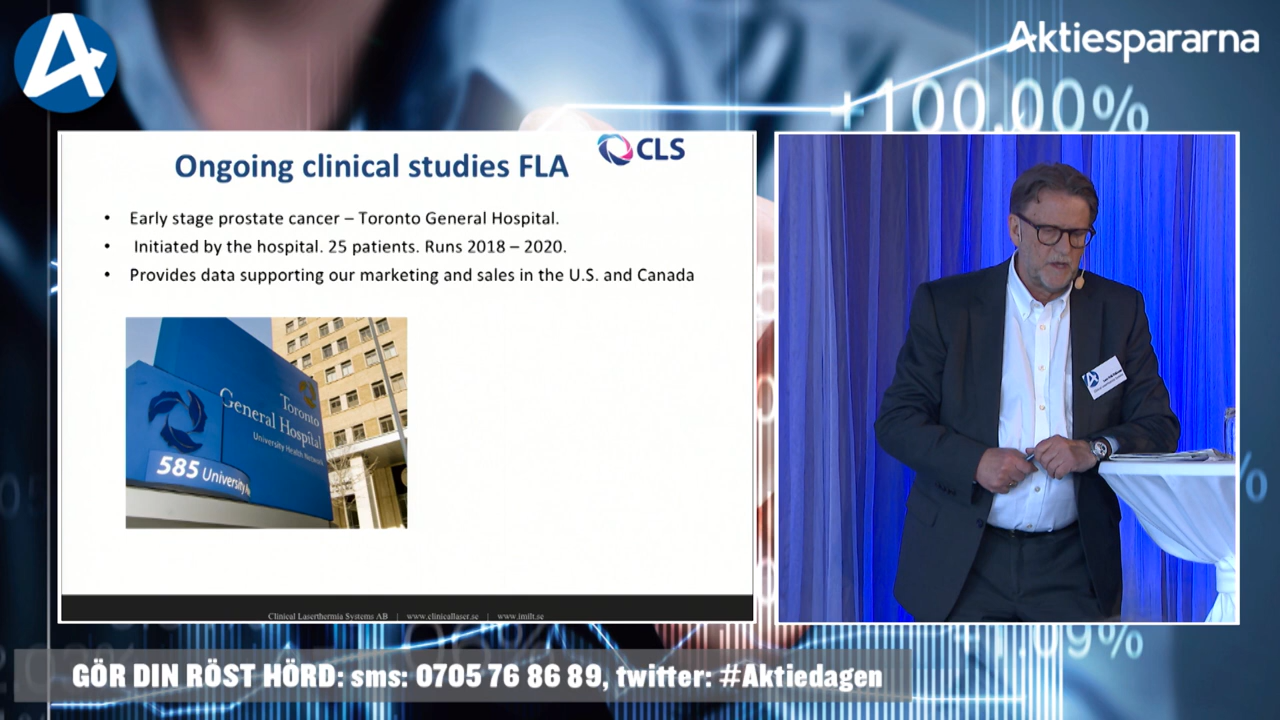 Aktiespararna
+100,00%
Ongoing clinical studies FLA
CLS
• Early stage prostate cancer – Toronto General Hospital.
• Initiated by the hospital. 25 patients. Runs 2018 – 2020.
• Provides data supporting our marketing and sales in the U.S. and Canada
Toronto
General Hospital
University Health Network
585 University
Clinical Laserthermia Systems AB | www.clinicallaser.se | www.imilt.se
GÖR DIN RÖST HÖRD: sms: 0705 76 86 89, twitter: #Aktiedagen